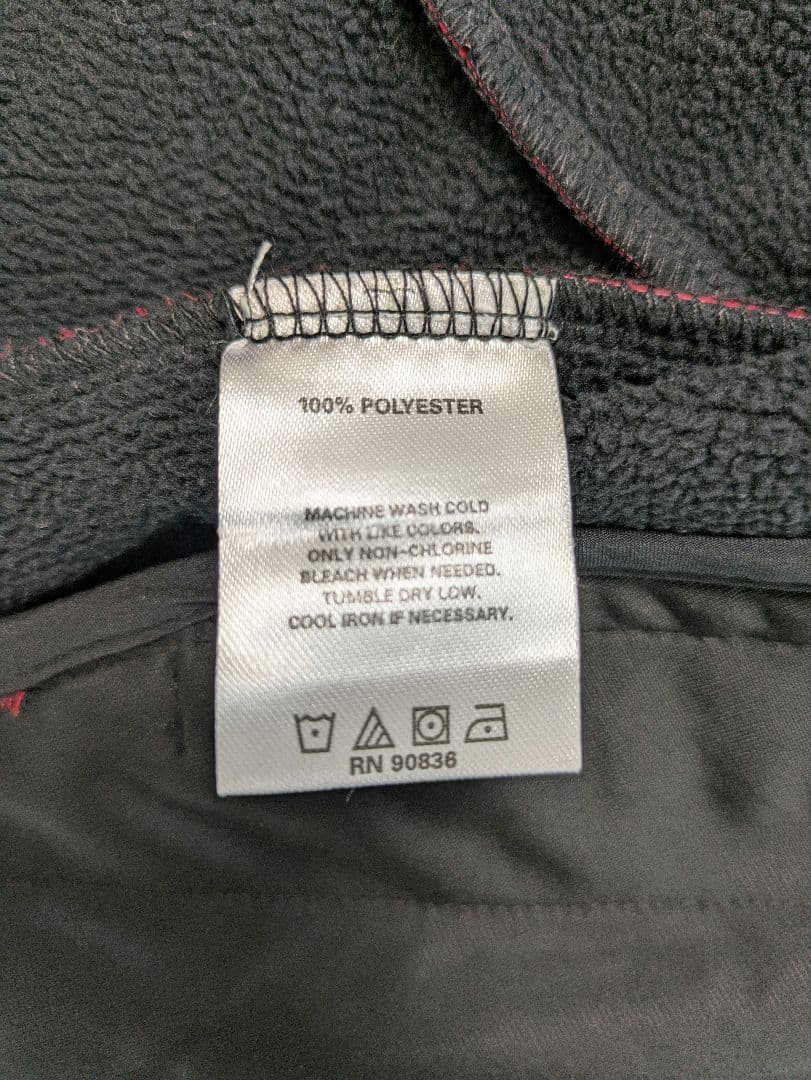 100% POLYESTER
MACHINE WASH COLD
WITH LIKE COLORS.
ONLY NON-CHLORINE
BLEACH WHEN NEEDED.
TUMBLE DRY LOW.
COOL IRON IF NECESSARY.
RN 90836